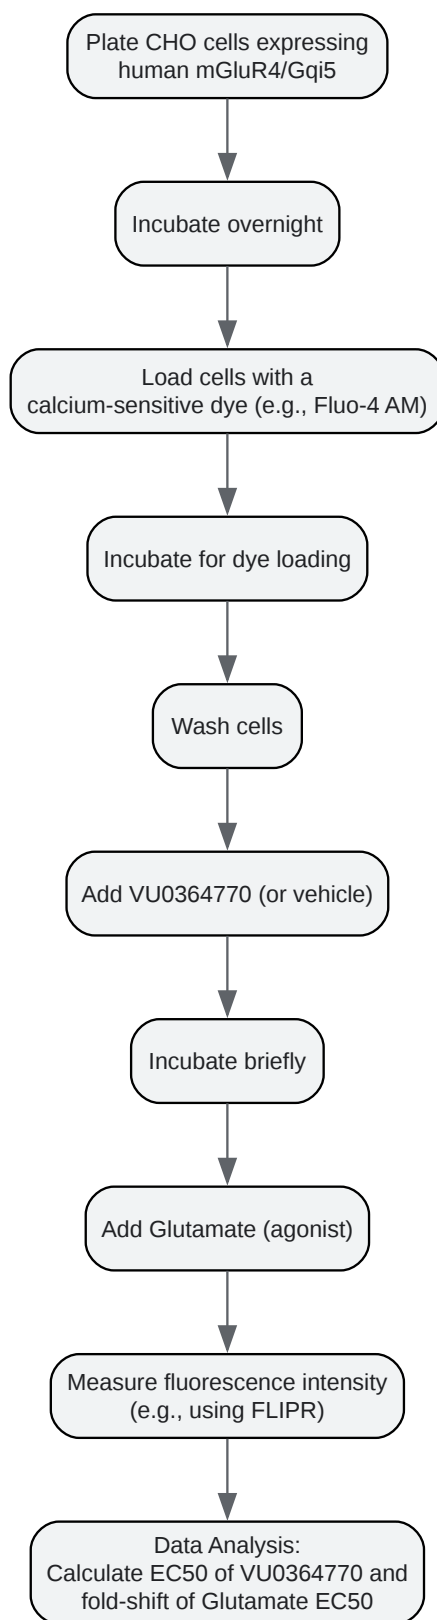 Plate CHO cells expressing
human mGluR4/Gqi5
Incubate overnight
Load cells with a
calcium-sensitive dye (e.g., Fluo-4 AM)
Incubate for dye loading
Wash cells
Add VU0364770 (or vehicle)
Incubate briefly
Add Glutamate (agonist)
Measure fluorescence intensity
(e.g., using FLIPR)
Data Analysis:
Calculate EC50 of VU0364770 and
fold-shift of Glutamate EC50